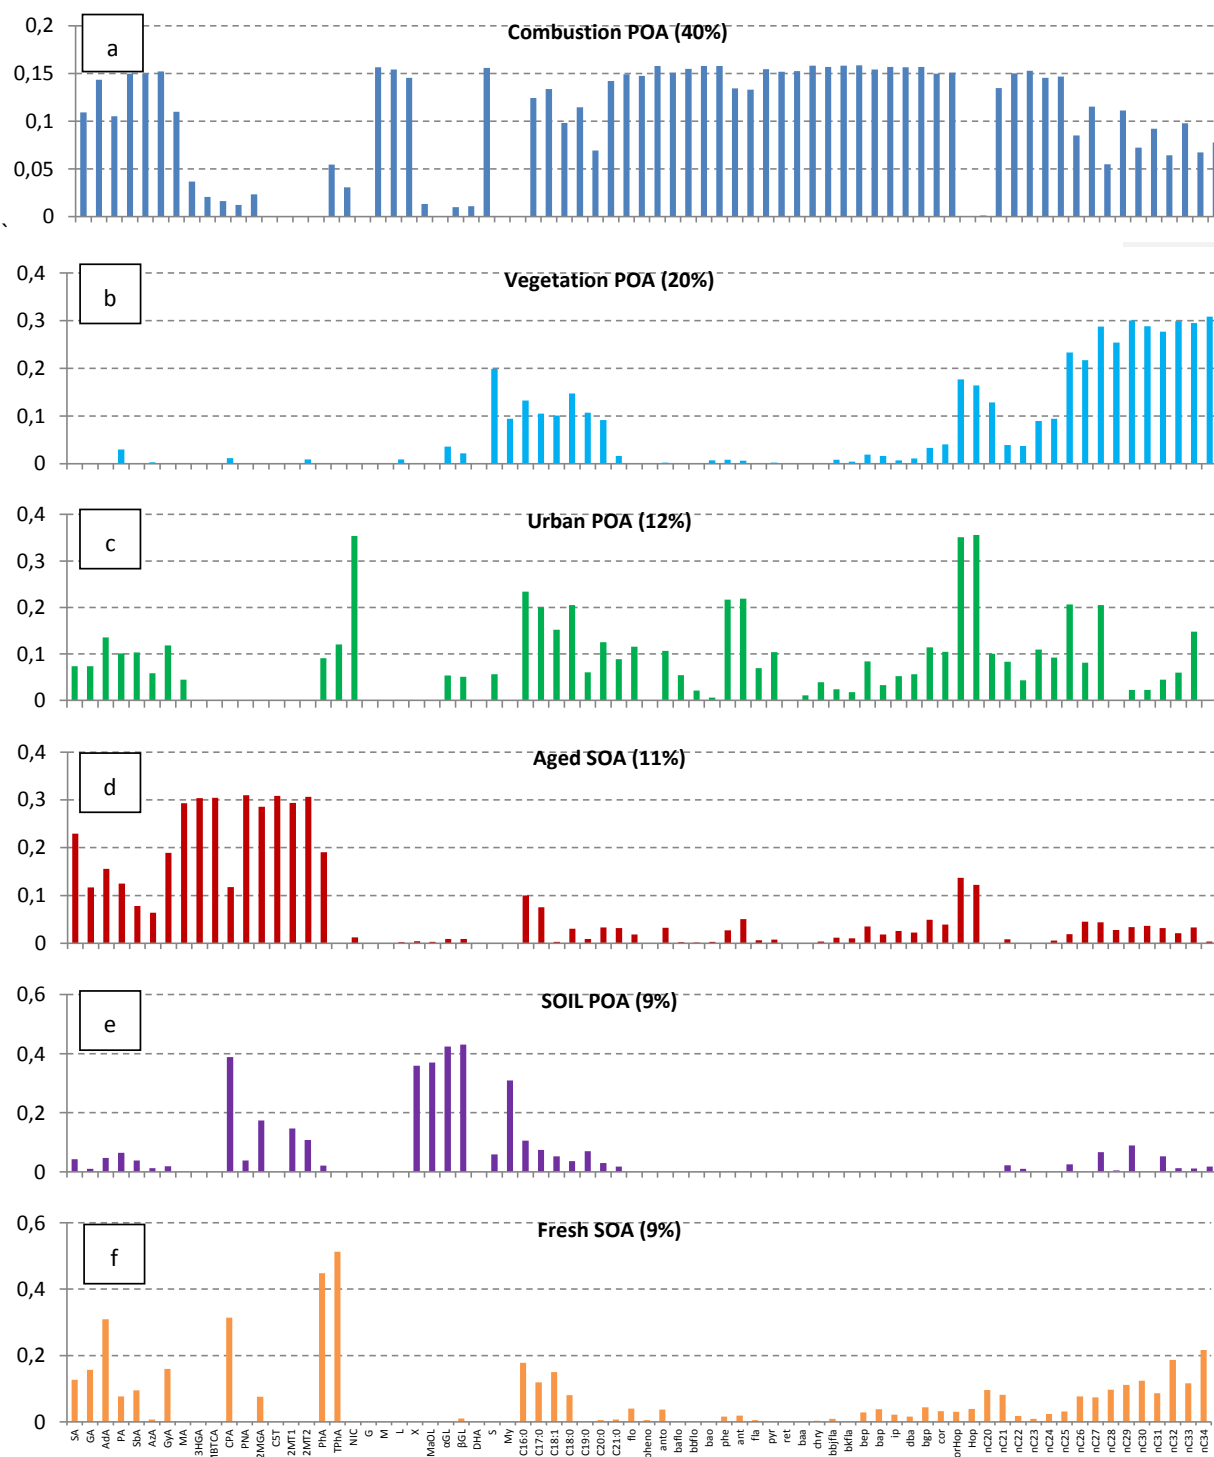 0,2
Combustion POA (40%)
a
0,15
0,1
0,05
0
`
0,4
Vegetation POA (20%)
b
0,3
0,2
0,1
0
0,4
Urban POA (12%)
c
0,3
0,2
0,1
0
0,4
Aged SOA (11%)
d
0,3
0,2
0,1
0
0,6
SOIL POA (9%)
e
0,4
0,2
0
0,6
Fresh SOA (9%)
f
0,4
0,2
0
SA
GA
AdA
PA
SbA
AzA
GyA
MA
3HGA
MBTCA
CPA
PNA
2MGA
C5T
2MT1
2MT2
PhA
TPhA
NIC
G
M
L
X
MaOL
αGL
βGL
DHA
S
My
C16:0
C17:0
C18:1
C18:0
C19:0
C20:0
C21:0
flo
pheno
anto
baflo
bbflo
bao
phe
ant
fla
pyr
ret
baa
chry
bbjfla
bkfla
bep
bap
ip
dba
bgp
cor
orHop
Hop
nC20
nC21
nC22
nC23
nC24
nC25
nC26
nC27
nC28
nC29
nC30
nC31
nC32
nC33
nC34